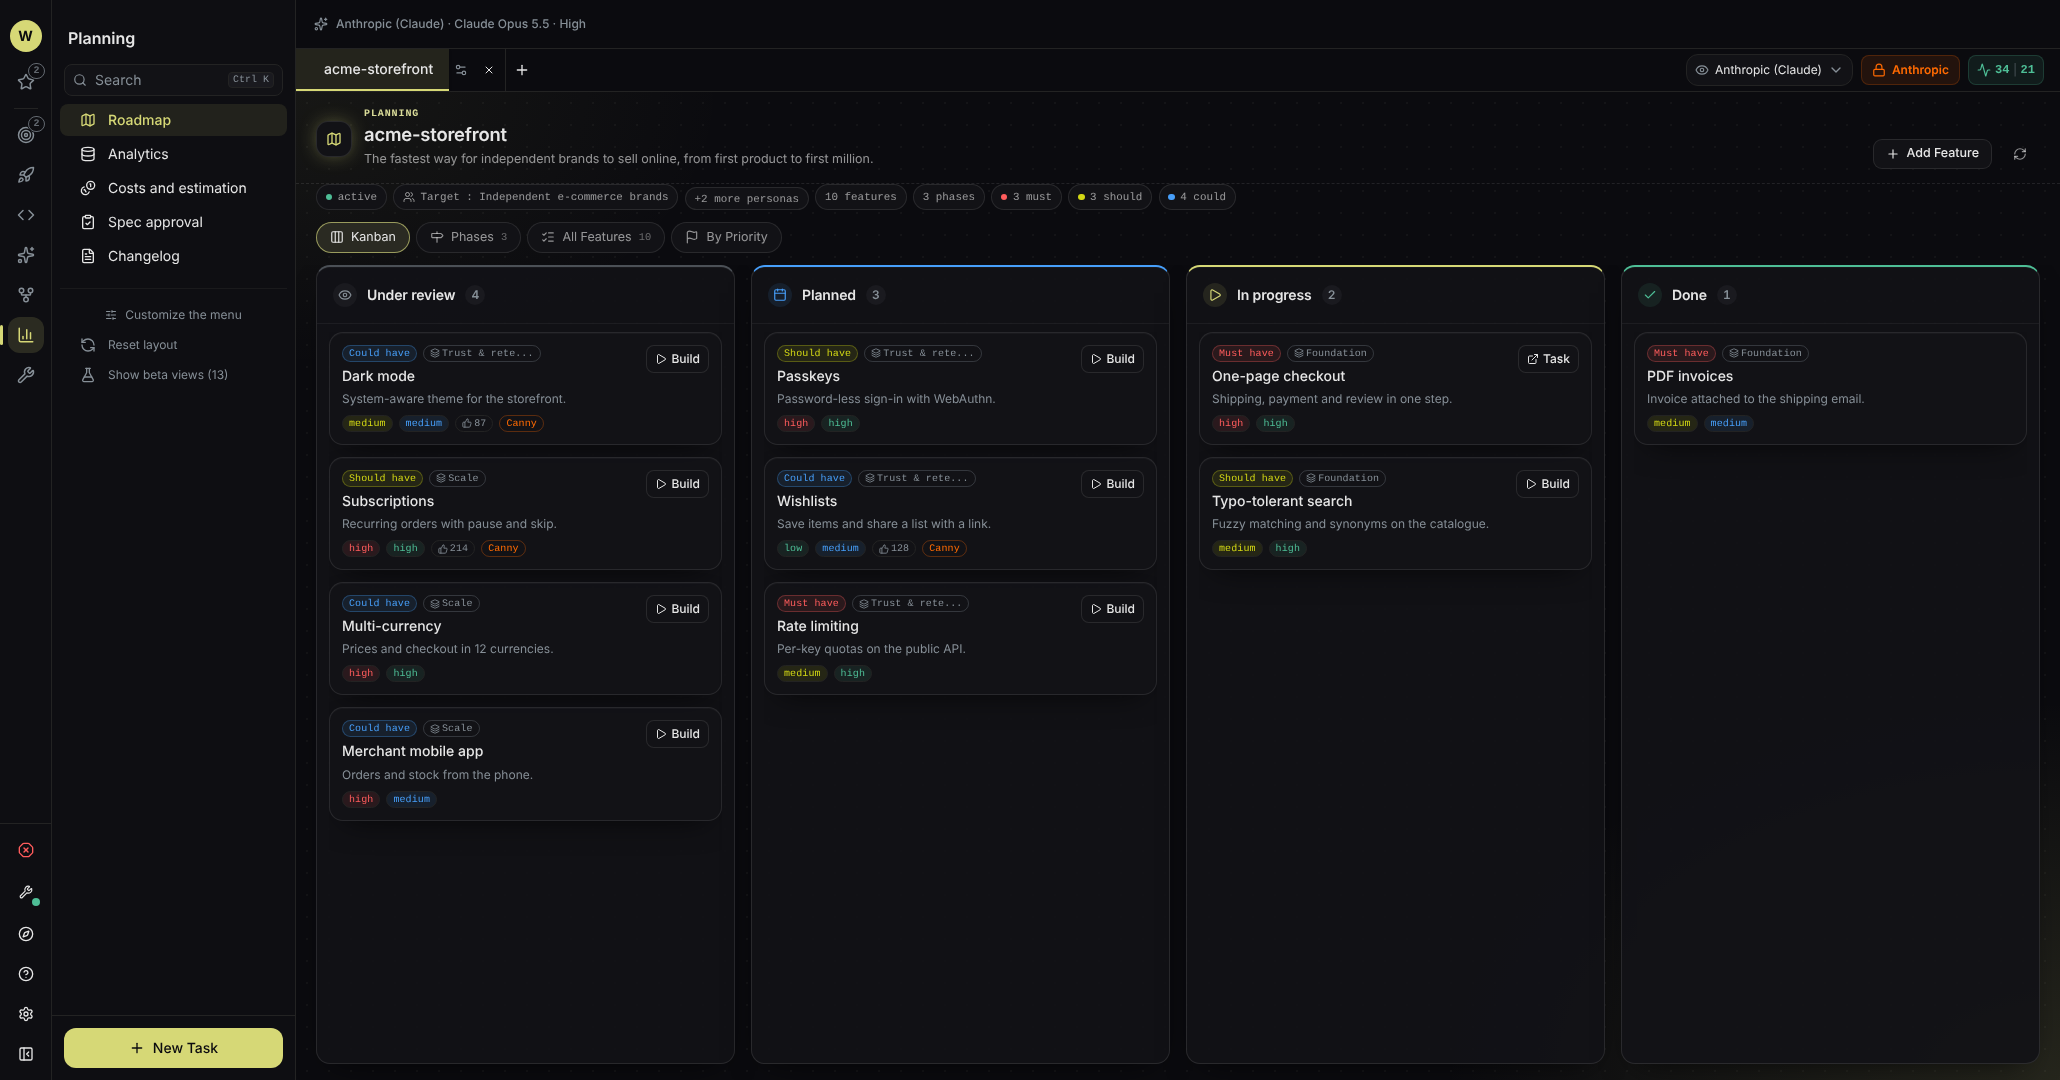 W
Planning
Anthropic (Claude) · Claude Opus 5.5 · High
2
Search
Ctrl K
acme-storefront
Anthropic (Claude)
Anthropic
34 | 21
2
Roadmap
Analytics
Costs and estimation
Spec approval
Changelog
Customize the menu
Reset layout
Show beta views (13)
New Task
PLANNING
acme-storefront
The fastest way for independent brands to sell online, from first product to first million.
Add Feature
active
Target : Independent e-commerce brands
+2 more personas
10 features
3 phases
3 must
3 should
4 could
Kanban
Phases 3
All Features 10
By Priority
Under review 4
Could have
Trust & rete...
Build
Dark mode
System-aware theme for the storefront.
medium
medium
87
Canny
Should have
Scale
Build
Subscriptions
Recurring orders with pause and skip.
high
high
214
Canny
Could have
Scale
Build
Multi-currency
Prices and checkout in 12 currencies.
high
high
Could have
Scale
Build
Merchant mobile app
Orders and stock from the phone.
high
medium
Planned 3
Should have
Trust & rete...
Build
Passkeys
Password-less sign-in with WebAuthn.
high
high
Could have
Trust & rete...
Build
Wishlists
Save items and share a list with a link.
low
medium
128
Canny
Must have
Trust & rete...
Build
Rate limiting
Per-key quotas on the public API.
medium
high
In progress 2
Must have
Foundation
Task
One-page checkout
Shipping, payment and review in one step.
high
high
Should have
Foundation
Build
Typo-tolerant search
Fuzzy matching and synonyms on the catalogue.
medium
high
Done 1
Must have
Foundation
PDF invoices
Invoice attached to the shipping email.
medium
medium